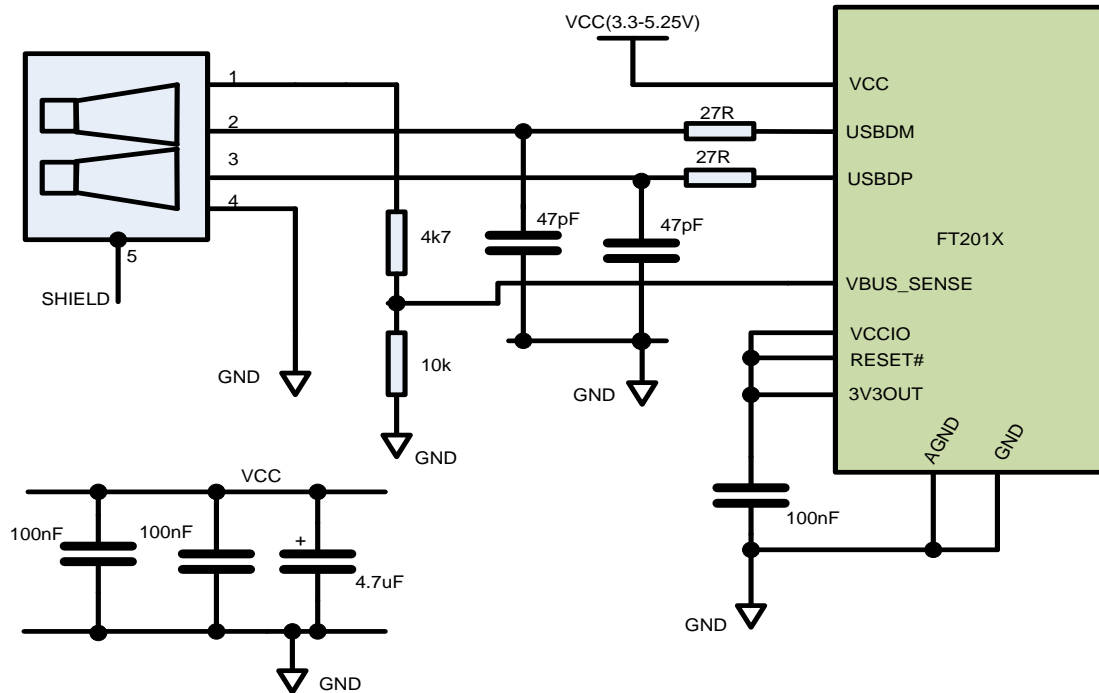 VCC(3.3-5.25V)
1
VCC
27R
2
USBDM
27R
3
USBDP
4
47pF
47pF
4k7
FT201X
5
VBUS_SENSE
SHIELD
VCCIO
RESET#
10k
GND
3V3OUT
GND
AGND
GND
GND
VCC
100nF
100nF
100nF
+
4.7uF
GND
GND